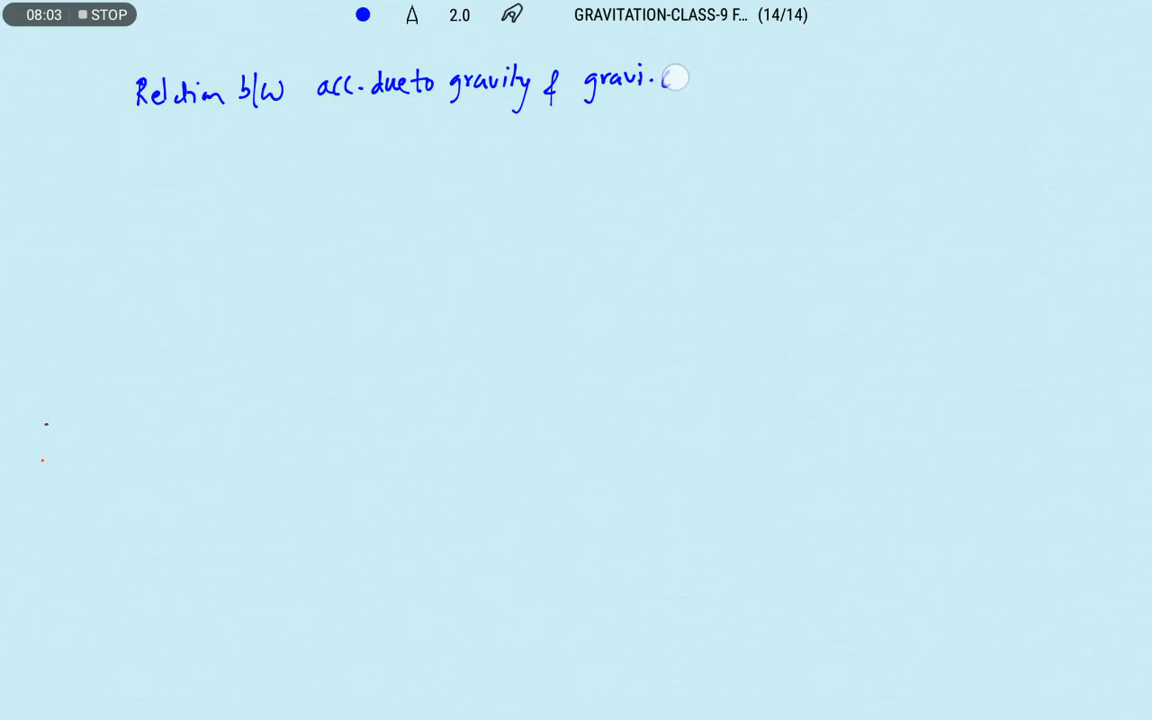 08:03 STOP 2.0 GRAVITATION-CLASS-9 F... (14/14)
Relation b/w acc. due to gravity & gravi.